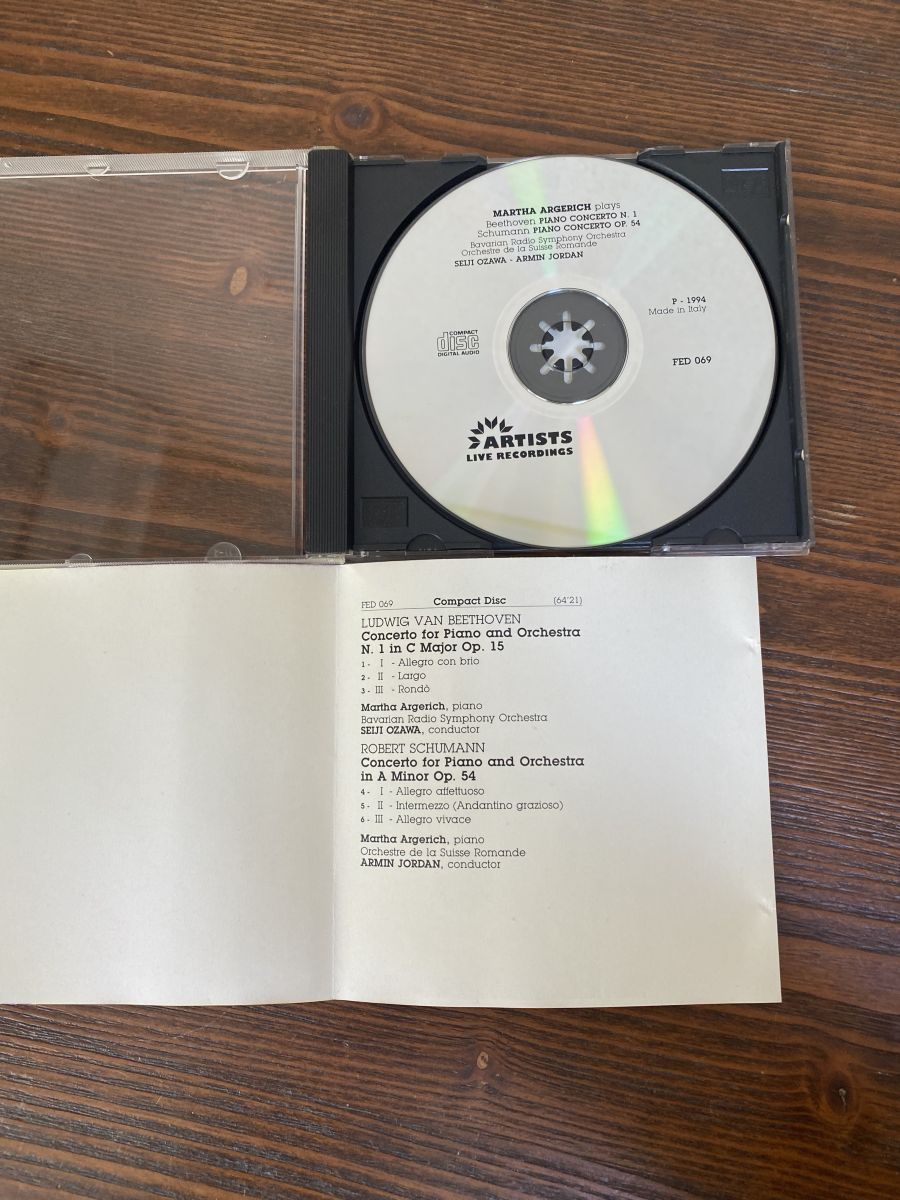 MARTHA ARGERICH plays
Beethoven PIANO CONCERTO N. 1
Schumann PIANO CONCERTO OP. 54
Bavarian Radio Symphony Orchestra
Orchestre de la Suisse Romande
SEIJI OZAWA - ARMIN JORDAN
P - 1994
Made in Italy
COMPACT
disc
DIGITAL AUDIO
FED 069
ARTISTS
LIVE RECORDINGS
FED 069 Compact Disc (64'21)
LUDWIG VAN BEETHOVEN
Concerto for Piano and Orchestra
N. 1 in C Major Op. 15
1 - I - Allegro con brio
2 - II - Largo
3 - III - Rondò
Martha Argerich, piano
Bavarian Radio Symphony Orchestra
SEIJI OZAWA, conductor
ROBERT SCHUMANN
Concerto for Piano and Orchestra
in A Minor Op. 54
4 - I - Allegro affettuoso
5 - II - Intermezzo (Andantino grazioso)
6 - III - Allegro vivace
Martha Argerich, piano
Orchestre de la Suisse Romande
ARMIN JORDAN, conductor